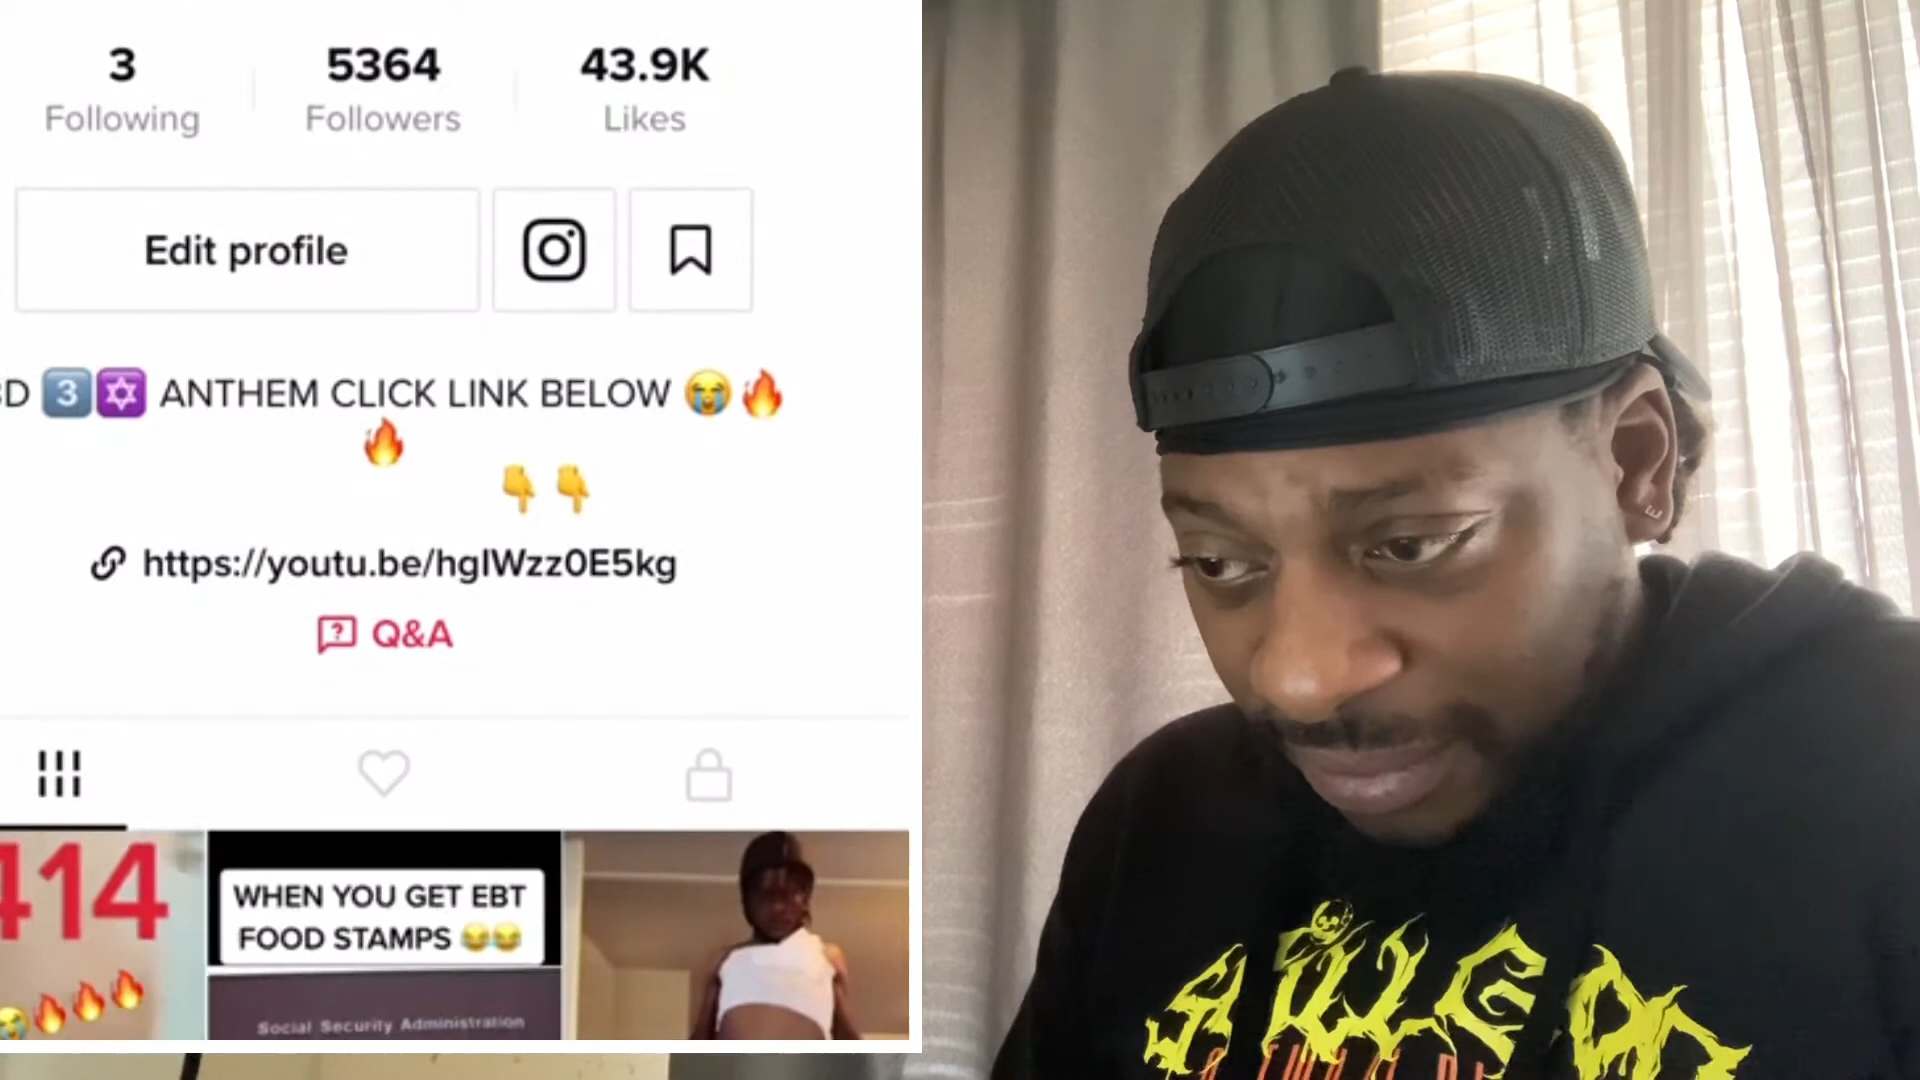 3 5364 43.9K
Following Followers Likes
Edit profile
3 ANTHEM CLICK LINK BELOW
https://youtu.be/hglWzz0E5kg
Q&A
414
WHEN YOU GET EBT
FOOD STAMPS
Social Security Administration